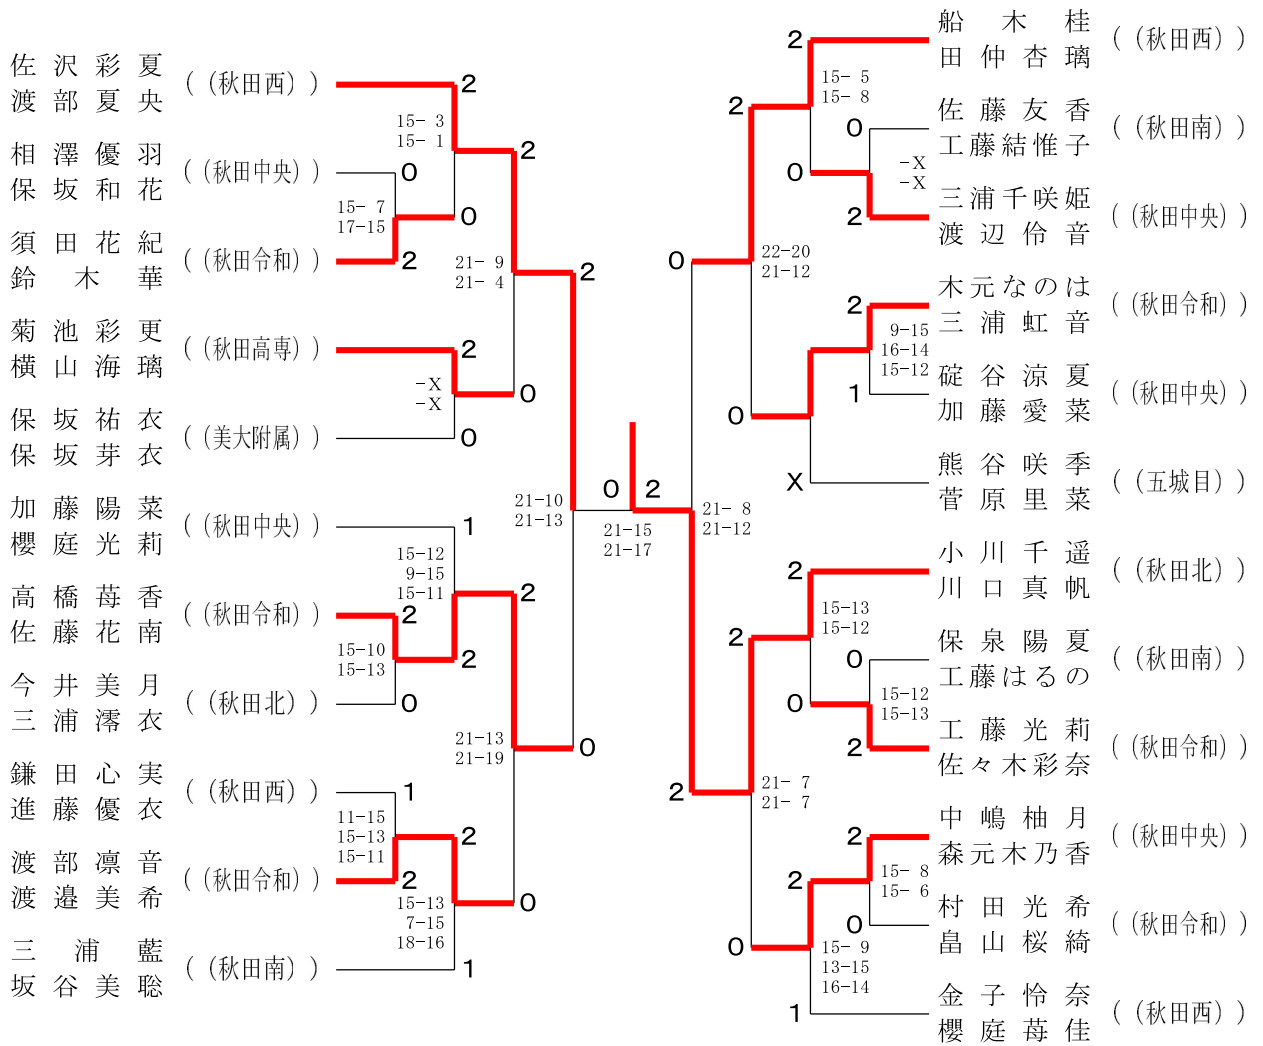 佐沢彩夏
渡部夏央
((秋田西))
2
15- 3
15- 1
相澤優羽
保坂和花
((秋田中央))
0
2
15- 7
17-15
0
須田花紀
鈴木華
((秋田令和))
2
21- 9
21- 4
2
菊池彩更
横山海璃
((秋田高専))
2
-X
-X
0
保坂祐衣
保坂芽衣
((美大附属))
0
21-10
21-13
加藤陽菜
櫻庭光莉
((秋田中央))
1
15-12
9-15
15-11
2
高橋苺香
佐藤花南
((秋田令和))
2
15-10
15-13
2
今井美月
三浦澪衣
((秋田北))
0
21-13
21-19
0
鎌田心実
進藤優衣
((秋田西))
1
11-15
15-13
15-11
2
渡部凛音
渡邉美希
((秋田令和))
2
15-13
7-15
18-16
0
三浦藍
坂谷美聡
((秋田南))
1
0 2
21-15
21-17
船木桂
田仲杏璃
((秋田西))
2
15- 5
15- 8
2
佐藤友香
工藤結惟子
((秋田南))
0
-X
-X
0
三浦千咲姫
渡辺伶音
((秋田中央))
2
0
22-20
21-12
木元なのは
三浦虹音
((秋田令和))
2
9-15
16-14
15-12
碇谷涼夏
加藤愛菜
((秋田中央))
1
0
熊谷咲季
菅原里菜
((五城目))
X
21- 8
21-12
小川千遥
川口真帆
((秋田北))
2
15-13
15-12
2
保泉陽夏
工藤はるの
((秋田南))
0
15-12
15-13
0
工藤光莉
佐々木彩奈
((秋田令和))
2
2
21- 7
21- 7
中嶋柚月
森元木乃香
((秋田中央))
2
15- 8
15- 6
2
村田光希
畠山桜綺
((秋田令和))
0
0
15- 9
13-15
16-14
金子怜奈
櫻庭苺佳
((秋田西))
1